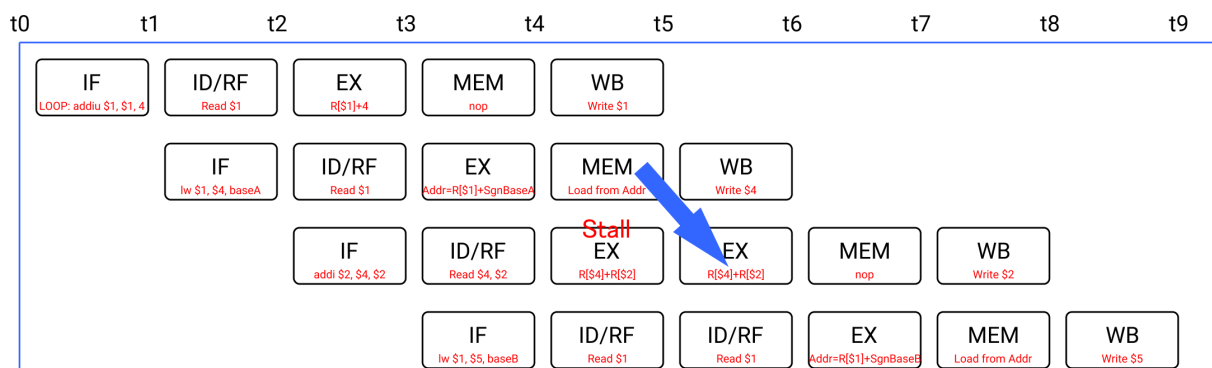 t0 t1 t2 t3 t4 t5 t6 t7 t8 t9
IF ID/RF EX MEM WB
LOOP: addiu $1, $1, 4 Read $1 R[$1]+4 nop Write $1
IF ID/RF EX MEM WB
lw $1, $4, baseA Read $1 Addr=R[$1]+SgnBaseA Load from Addr Write $4
Stall
IF ID/RF EX EX MEM WB
addi $2, $4, $2 Read $4, $2 R[$4]+R[$2] R[$4]+R[$2] nop Write $2
IF ID/RF ID/RF EX MEM WB
lw $1, $5, baseB Read $1 Read $1 Addr=R[$1]+SgnBaseB Load from Addr Write $5